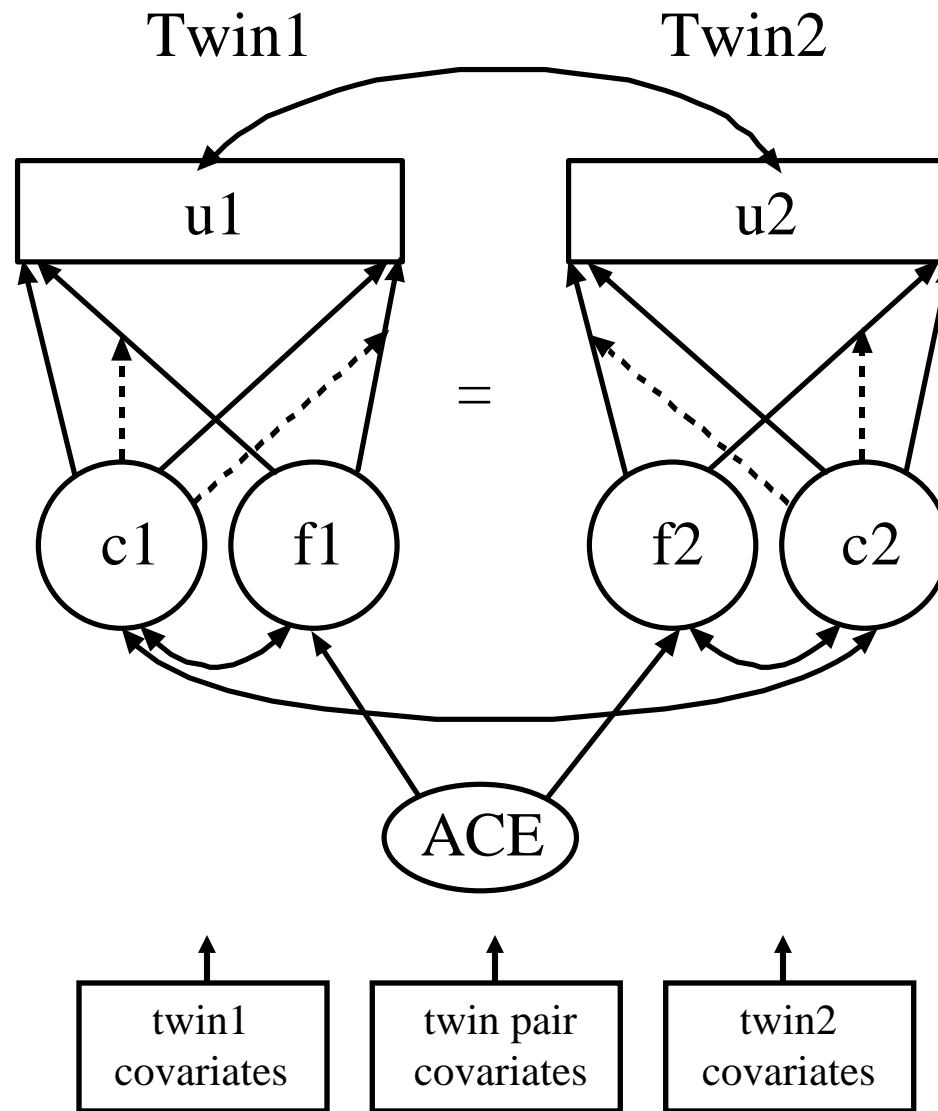 Twin1 Twin2
u1 u2
=
c1 f1 f2 c2
ACE
twin1
covariates
twin pair
covariates
twin2
covariates